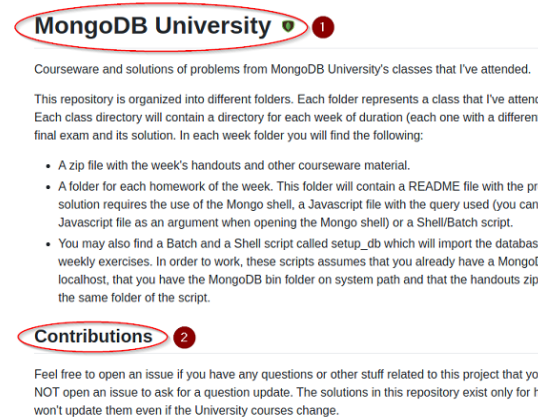 MongoDB University 1
Courseware and solutions of problems from MongoDB University's classes that I've attended.
This repository is organized into different folders. Each folder represents a class that I've
Each class directory will contain a directory for each week of duration (each one with a
final exam and its solution. In each week folder you will find the following:
• A zip file with the week's handouts and other courseware material.
• A folder for each homework of the week. This folder will contain a README file with the
solution requires the use of the Mongo shell, a Javascript file with the query used (you can
Javascript file as an argument when opening the Mongo shell) or a Shell/Batch script.
• You may also find a Batch and a Shell script called setup_db which will import the
weekly exercises. In order to work, these scripts assumes that you already have a
localhost, that you have the MongoDB bin folder on system path and that the handouts zip
the same folder of the script.
Contributions 2
Feel free to open an issue if you have any questions or other stuff related to this project that
NOT open an issue to ask for a question update. The solutions in this repository exist only for
won't update them even if the University courses change.